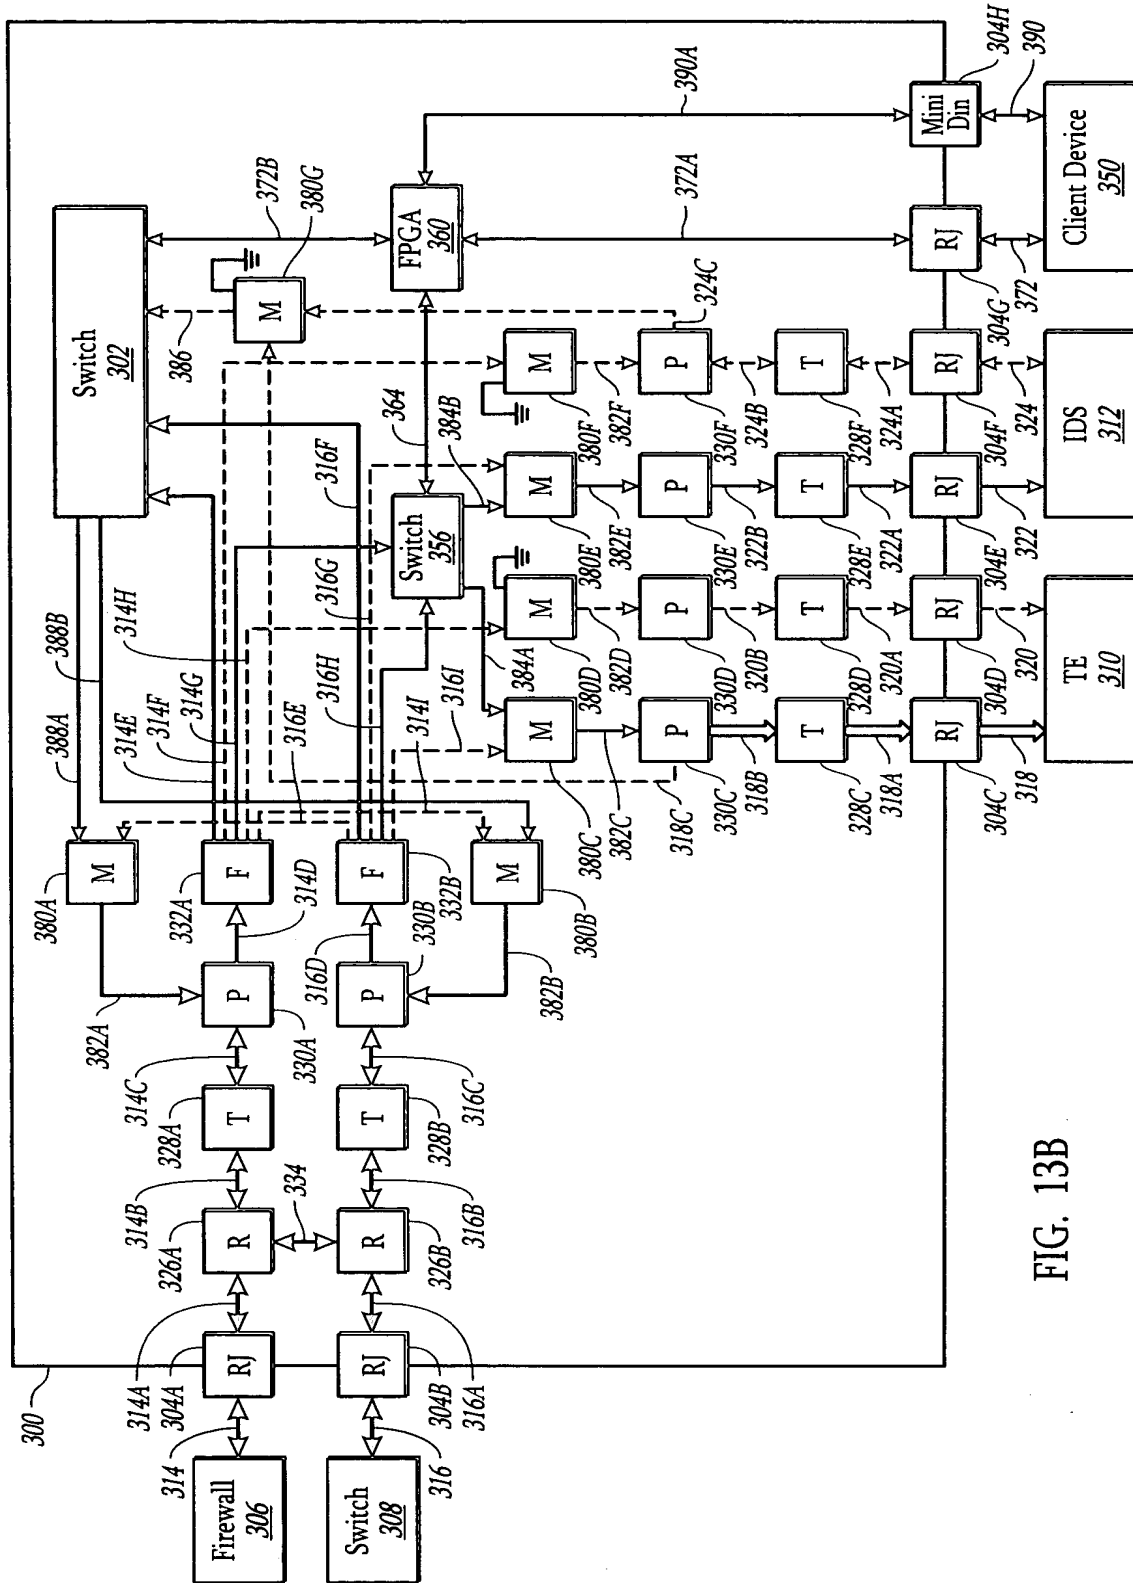 300
314
304A
314A
326A
314B
328A
314C
382A
380A
388A
388B
Switch
302
M
332A
314E
314F
314G
314H
Firewall
306
RJ
R
T
P
F
330A
314D
316E
316H
316G
316F
386
M
372B
380G
334
316D
330B
314I
316I
Switch
308
RJ
R
T
P
F
332B
364
FPGA
360
390A
316
304B
316A
326B
316B
328B
316C
382B
M
380B
384A
Switch
356
384B
372A
M
M
M
M
380C
382C
380D
382D
380E
382E
380F
382F
324C
318C
P
P
P
P
330C
318B
330D
320B
330E
322B
330F
324B
T
T
T
T
328C
318A
328D
320A
328E
322A
328F
324A
RJ
RJ
RJ
RJ
RJ
Mini
Din
304C
318
304D
320
304E
322
304F
324
304G
372
304H
390
TE
310
IDS
312
Client Device
350
FIG. 13B